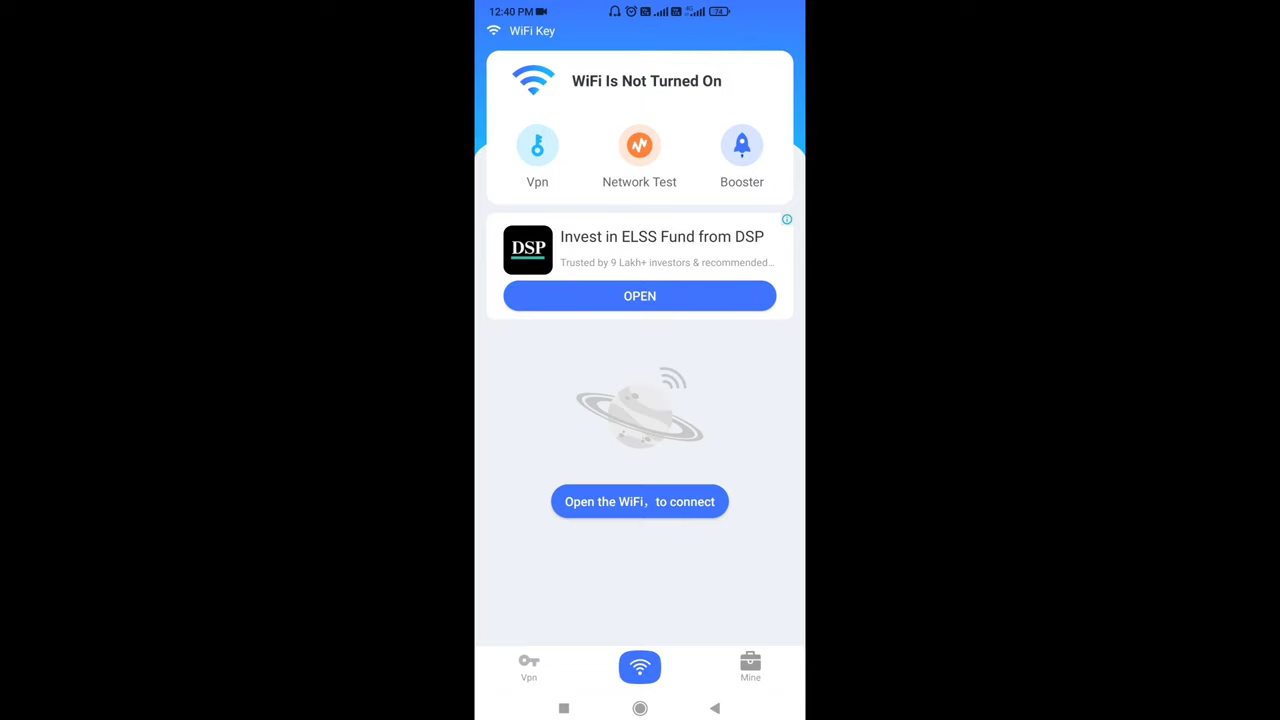 12:40 PM 74
WiFi Key
WiFi Is Not Turned On
Vpn Network Test Booster
DSP
Invest in ELSS Fund from DSP
Trusted by 9 Lakh+ investors & recommended...
OPEN
Open the WiFi，to connect
Vpn Mine